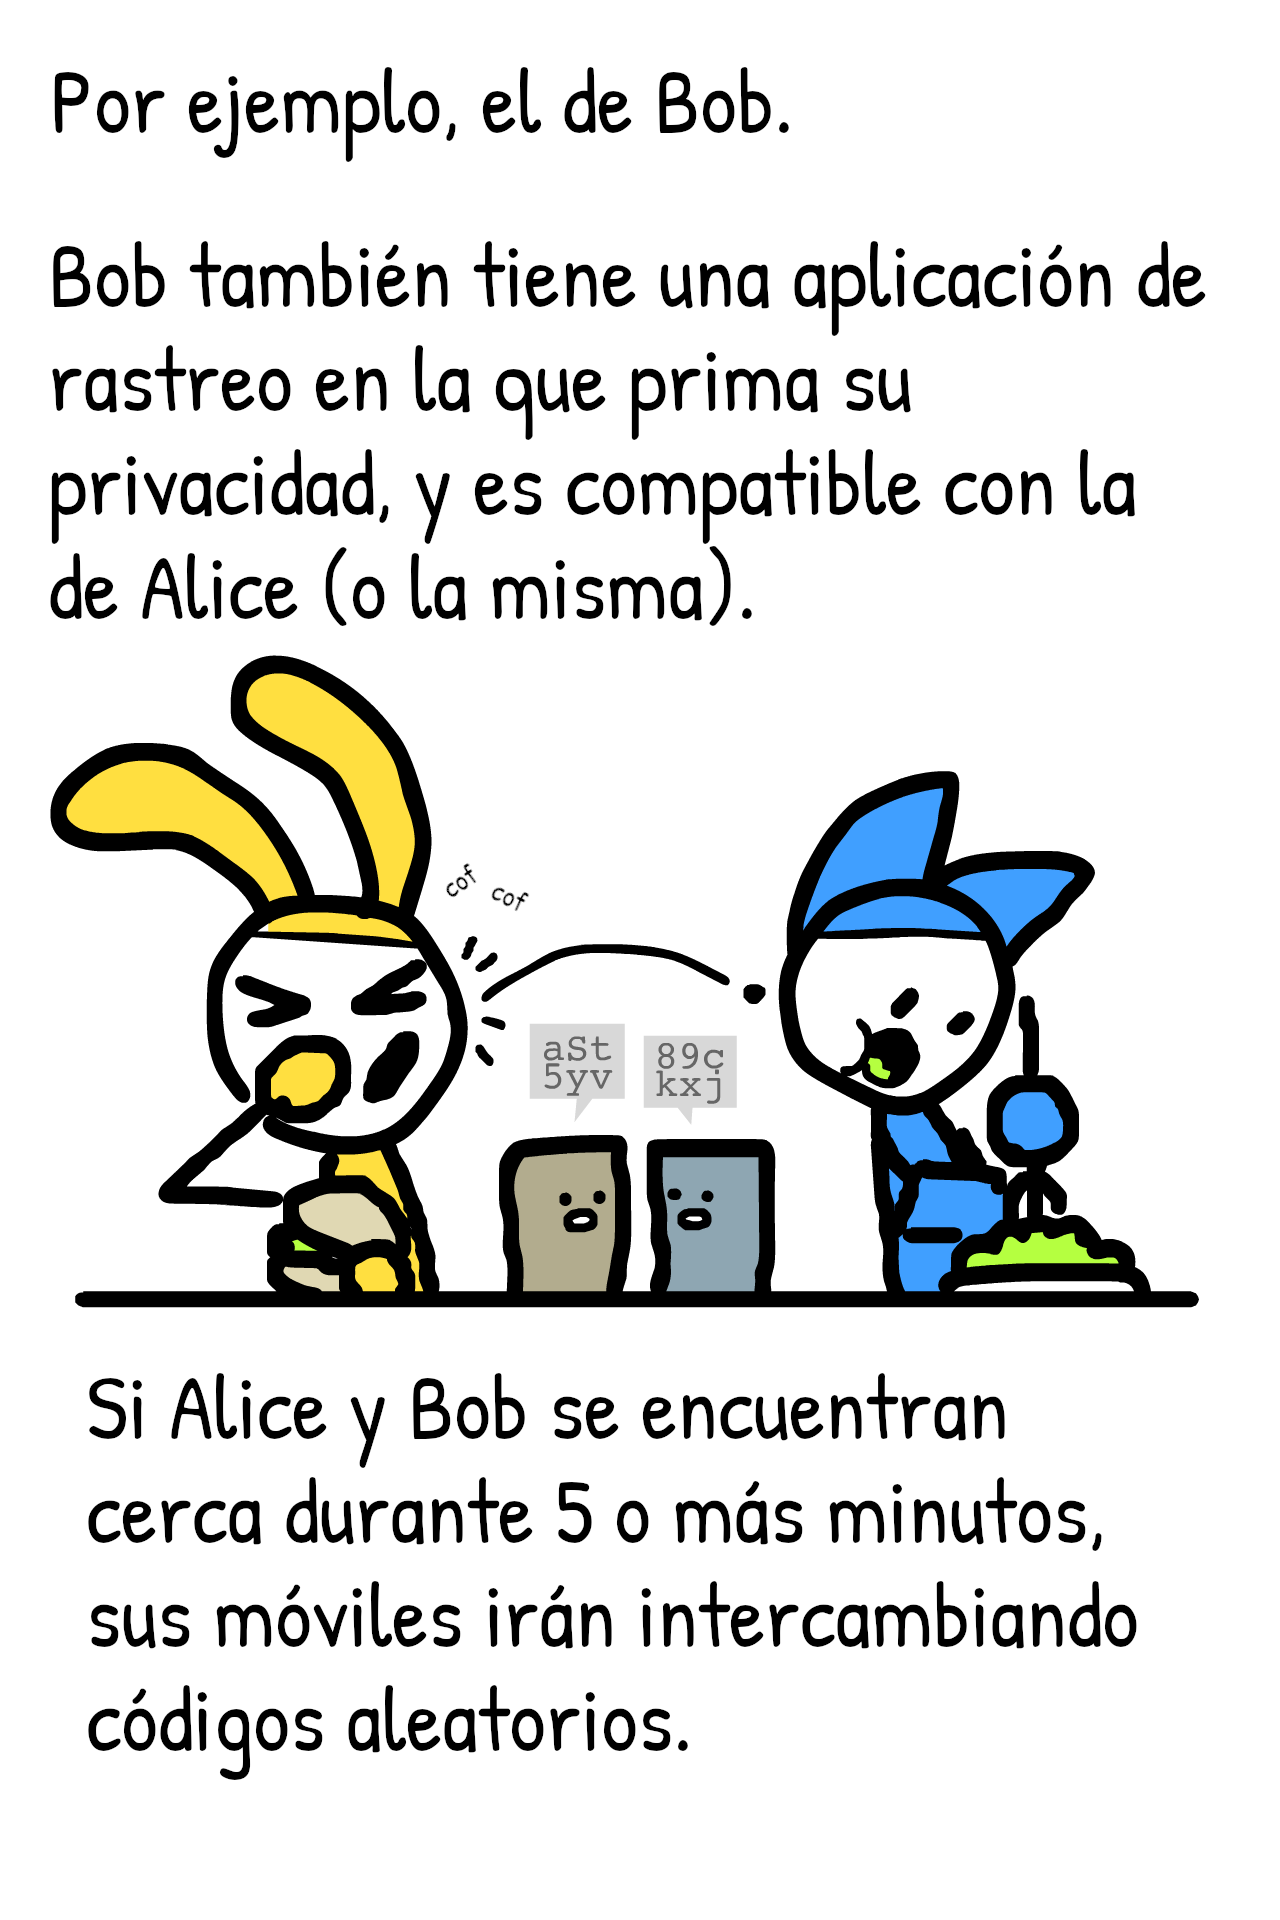 Por ejemplo, el de Bob.
Bob también tiene una aplicación de
rastreo en la que prima su
privacidad, y es compatible con la
de Alice (o la misma).
cof cof
aSt
5yv
89c
kxj
Si Alice y Bob se encuentran
cerca durante 5 o más minutos,
sus móviles irán intercambiando
códigos aleatorios.